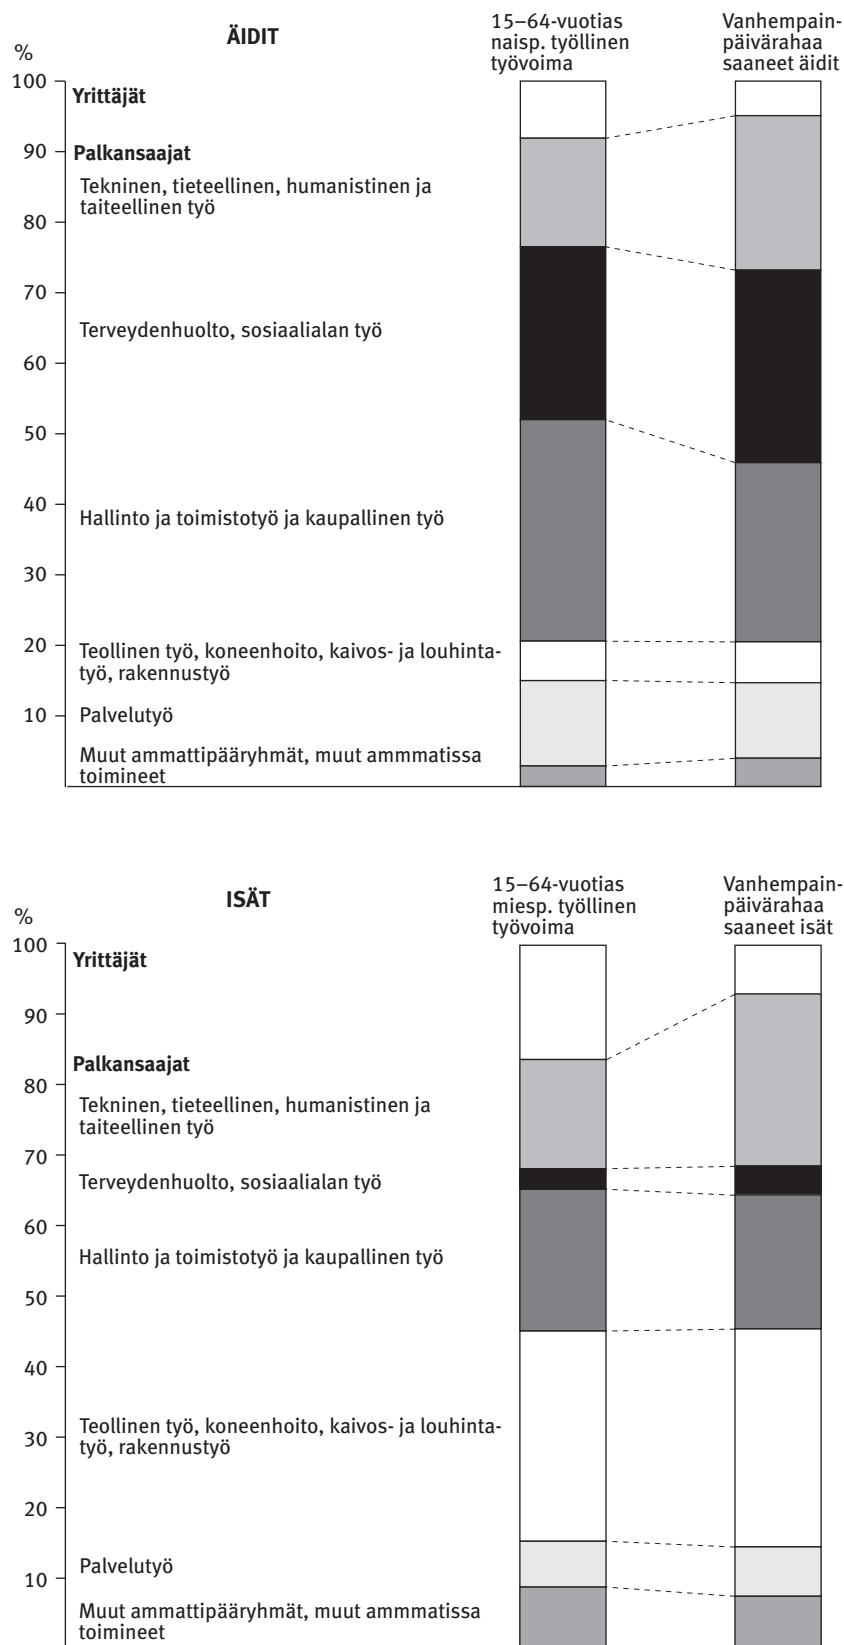 ÄIDIT
15–64-vuotias
naisp. työllinen
työvoima
Vanhempain-
päivärahaa
saaneet äidit
%
100
90
80
70
60
50
40
30
20
10
Yrittäjät
Palkansaajat
Tekninen, tieteellinen, humanistinen ja
taiteellinen työ
Terveydenhuolto, sosiaalialan työ
Hallinto ja toimistotyö ja kaupallinen työ
Teollinen työ, koneenhoito, kaivos- ja louhinta-
työ, rakennustyö
Palvelutyö
Muut ammattipääryhmät, muut ammmatissa
toimineet
ISÄT
15–64-vuotias
miesp. työllinen
työvoima
Vanhempain-
päivärahaa
saaneet isät
%
100
90
80
70
60
50
40
30
20
10
Yrittäjät
Palkansaajat
Tekninen, tieteellinen, humanistinen ja
taiteellinen työ
Terveydenhuolto, sosiaalialan työ
Hallinto ja toimistotyö ja kaupallinen työ
Teollinen työ, koneenhoito, kaivos- ja louhinta-
työ, rakennustyö
Palvelutyö
Muut ammattipääryhmät, muut ammmatissa
toimineet